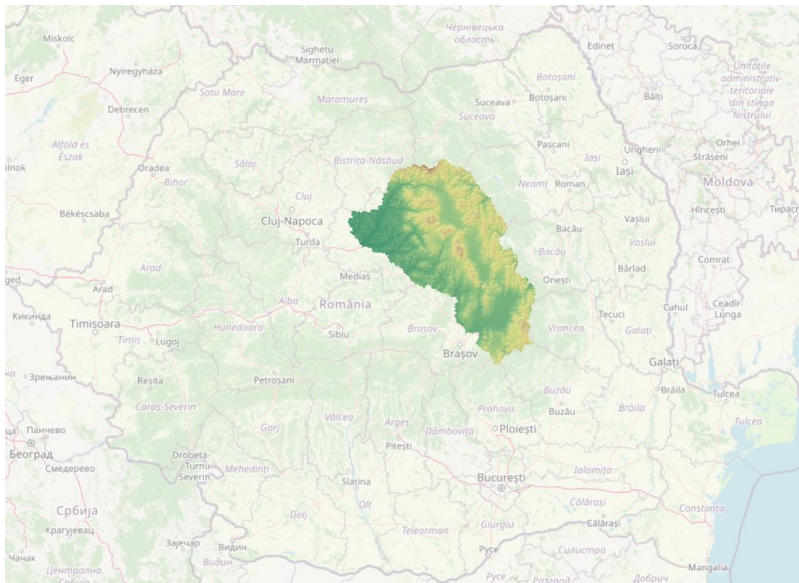 Чернівецька
область
Miskolc
Sighetu
Marmației
Edineț
Soroca
Unitățile
administrativ-
teritoriale
din stînga
Nistrului
Eger
Nyíregyháza
Botoșani
Satu Mare
Maramureș
Suceava
Botoșani
Bălți
Debrecen
Suceava
Alföld és
Észak
Pașcani
Ungheni
Orhei
Strășeni
Iași
Iași
Oradea
Sălaj
Bistrița-Năsăud
Bihor
Neamț
Roman
Moldova
Cluj
Békéscsaba
Cluj-Napoca
Hîncești
Тирасп
Turda
Bacău
Vaslui
Vaslui
Bacău
Comrat
Arad
Mediaș
Onești
Bârlad
Arad
Alba
România
Cahul
Ceadîr-
Lunga
Кикинда
Timișoara
Hunedoara
Brașov
Tecuci
Timiș
Lugoj
Sibiu
Vrancea
Galați
Brașov
Galați
Зрењанин
Reșița
Petroșani
Brăila
Tulcea
Caraș-Severin
Buzău
Vâlcea
Prahova
Buzău
Brăila
Панчево
Gorj
Argeș
Dâmbovița
Ploiești
Tulcea
Београд
Pitești
Drobeta-
Turnu
Severin
Смедерево
Mehedinți
Ialomița
Slatina
București
Србија
Olt
Călărași
Constanța
Dolj
Giurgiu
Călărași
Крагујевац
Teleorman
Зајечар
Видин
Русе
Силистра
Чачак
Видин
Mangalia
Централна
Русе
Разград
Добрич